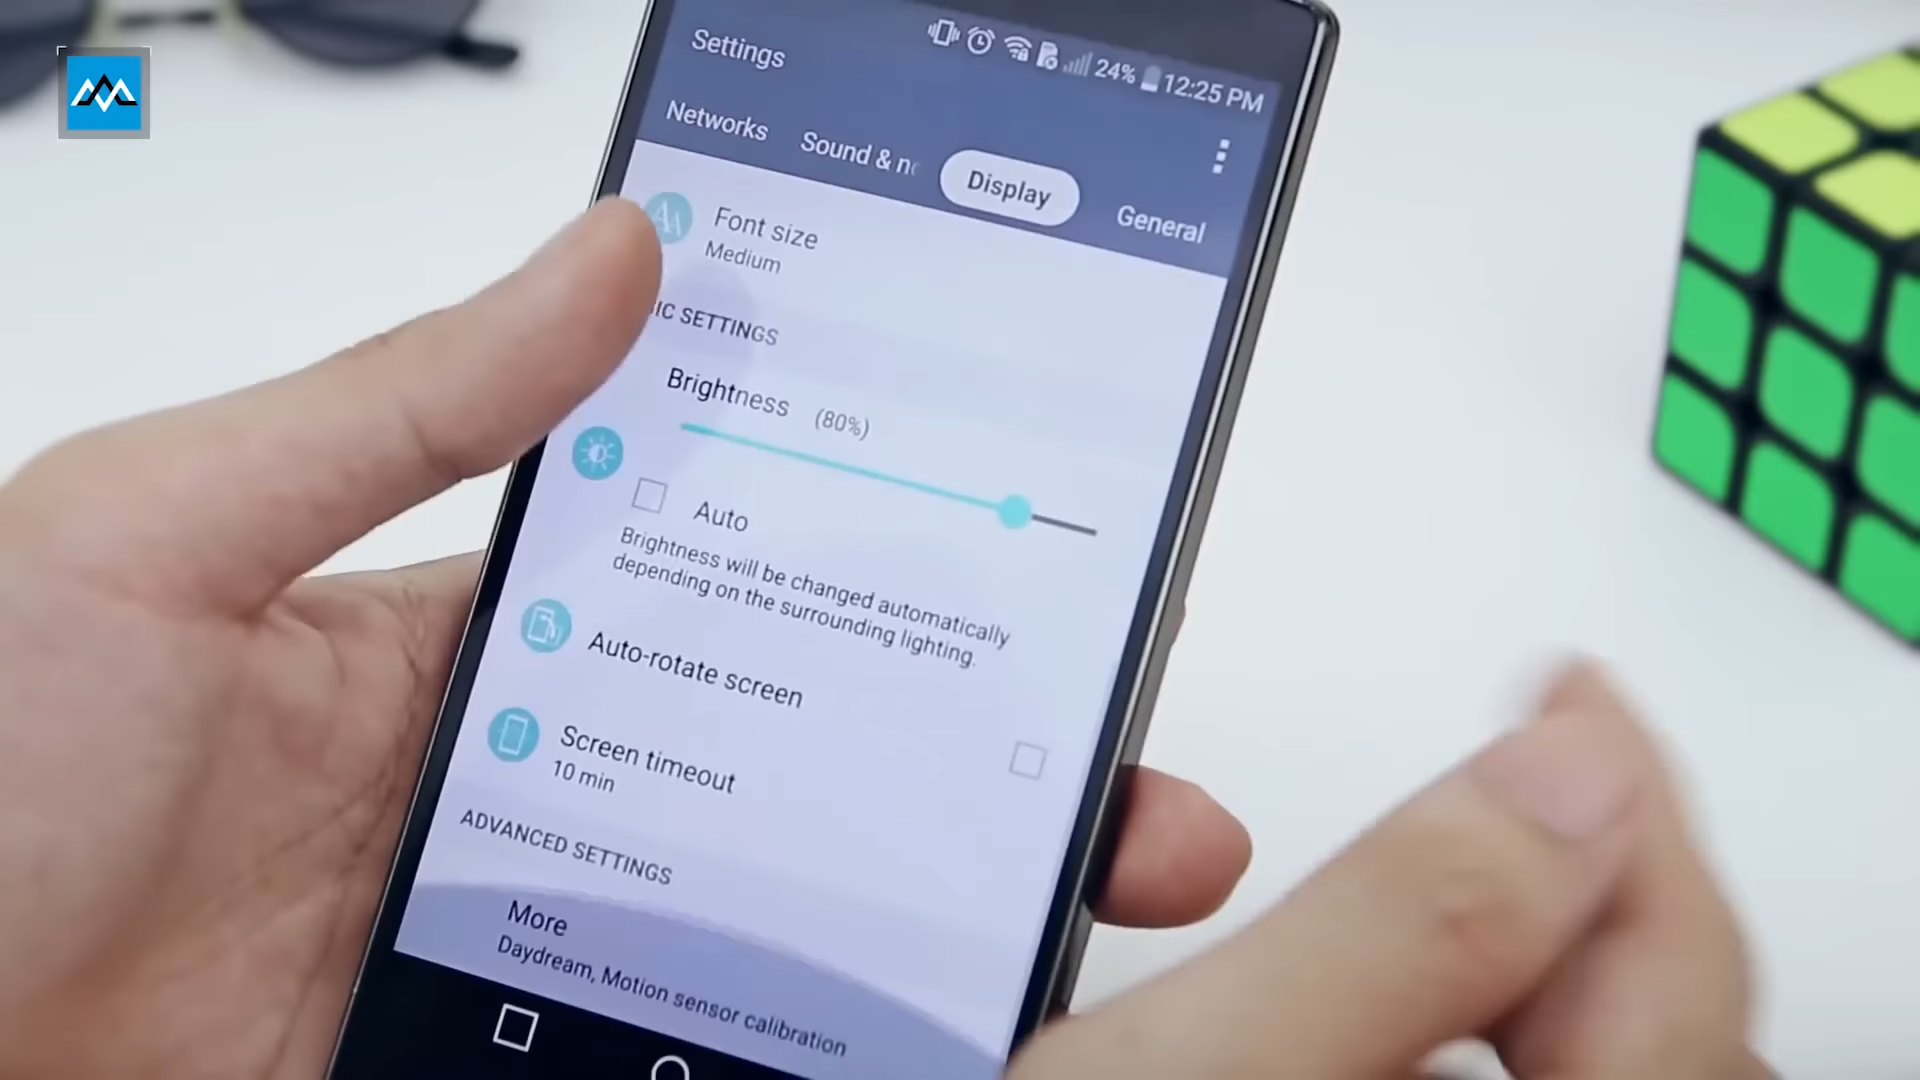 Settings
24% 12:25 PM
Networks Sound & Display General
Font size
Medium
SETTINGS
Brightness (80%)
Auto
Brightness will be changed automatically
depending on the surrounding lighting.
Auto-rotate screen
Screen timeout
10 min
ADVANCED SETTINGS
More
Daydream, Motion sensor calibration